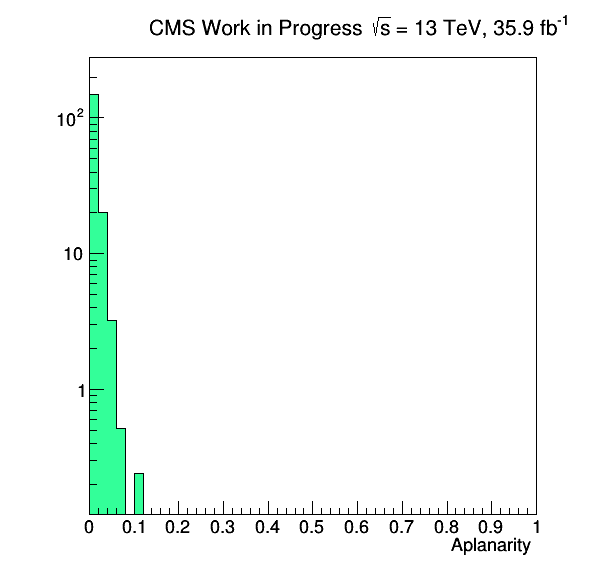 CMS Work in Progress √s = 13 TeV, 35.9 fb⁻¹
10²
10
1
0 0.1 0.2 0.3 0.4 0.5 0.6 0.7 0.8 0.9 1
Aplanarity